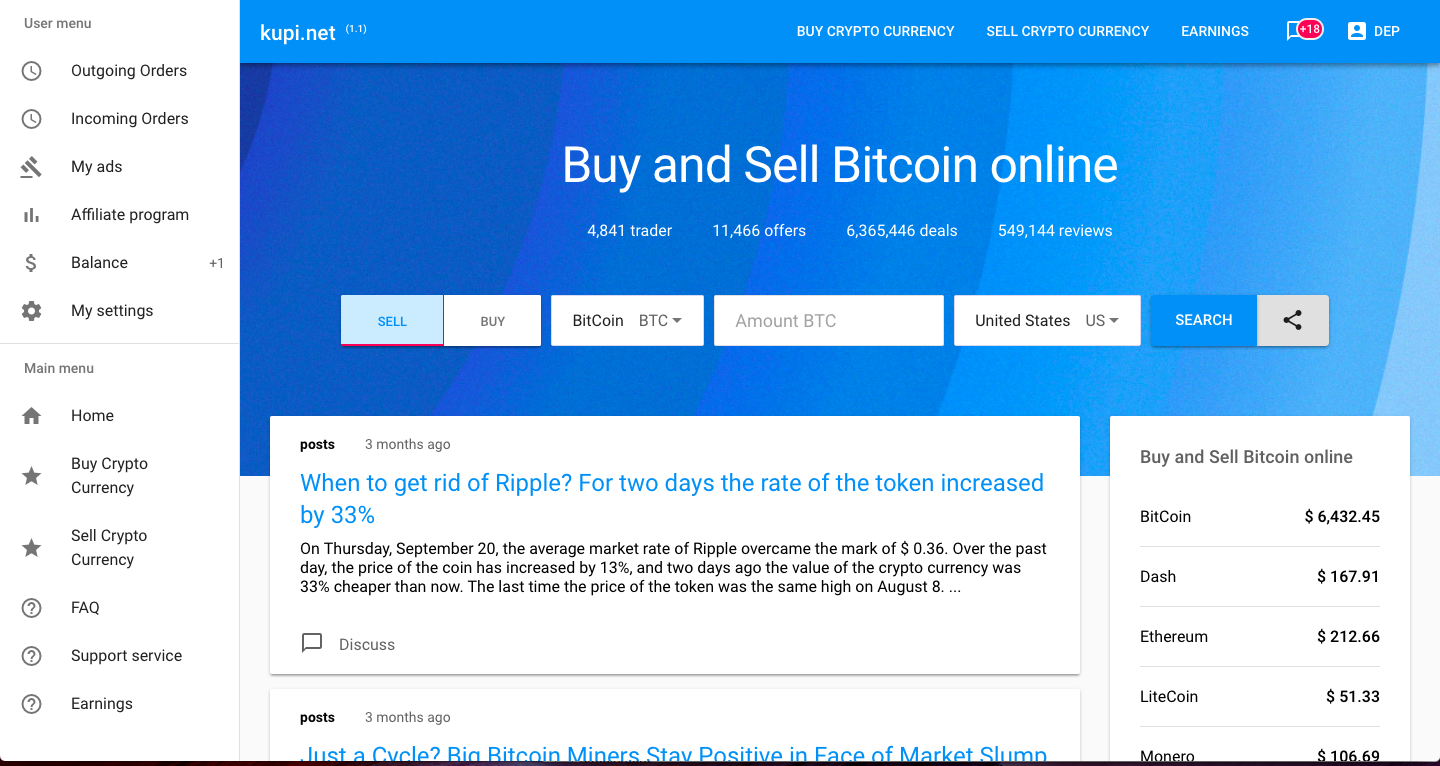 User menu
Outgoing Orders
Incoming Orders
My ads
Affiliate program
Balance +1
My settings
Main menu
Home
Buy Crypto
Currency
Sell Crypto
Currency
FAQ
Support service
Earnings
kupi.net (1.1)
BUY CRYPTO CURRENCY SELL CRYPTO CURRENCY EARNINGS +18 DEP
Buy and Sell Bitcoin online
4,841 trader 11,466 offers 6,365,446 deals 549,144 reviews
SELL BUY BitCoin BTC Amount BTC United States US SEARCH
posts 3 months ago
When to get rid of Ripple? For two days the rate of the token increased
by 33%
On Thursday, September 20, the average market rate of Ripple overcame the mark of $ 0.36. Over the past
day, the price of the coin has increased by 13%, and two days ago the value of the crypto currency was
33% cheaper than now. The last time the price of the token was the same high on August 8. ...
Discuss
posts 3 months ago
Just a Cycle? Big Bitcoin Miners Stay Positive in Face of Market Slump
Buy and Sell Bitcoin online
BitCoin $ 6,432.45
Dash $ 167.91
Ethereum $ 212.66
LiteCoin $ 51.33
Monero $ 106.69